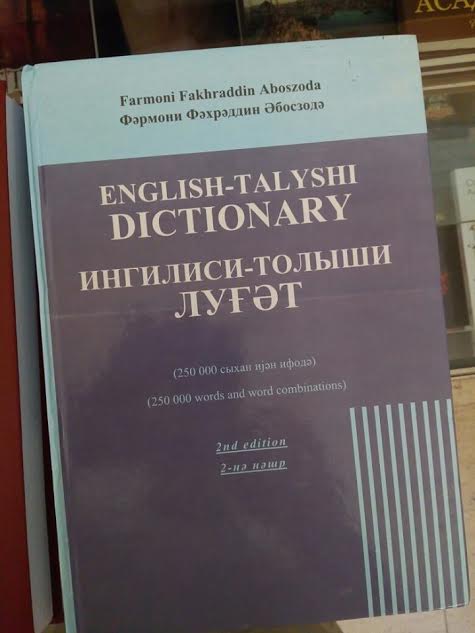 Farmoni Fakhraddin Aboszoda
Фәрмони Фәхрәддин Әбосзодә
ENGLISH-TALYSHI
DICTIONARY
ИНГИЛИСИ-ТОЛЫШИ
ЛУҒӘТ
(250 000 сыхан ијән ифодә)
(250 000 words and word combinations)
2nd edition
2-нә нәшр
АСАД